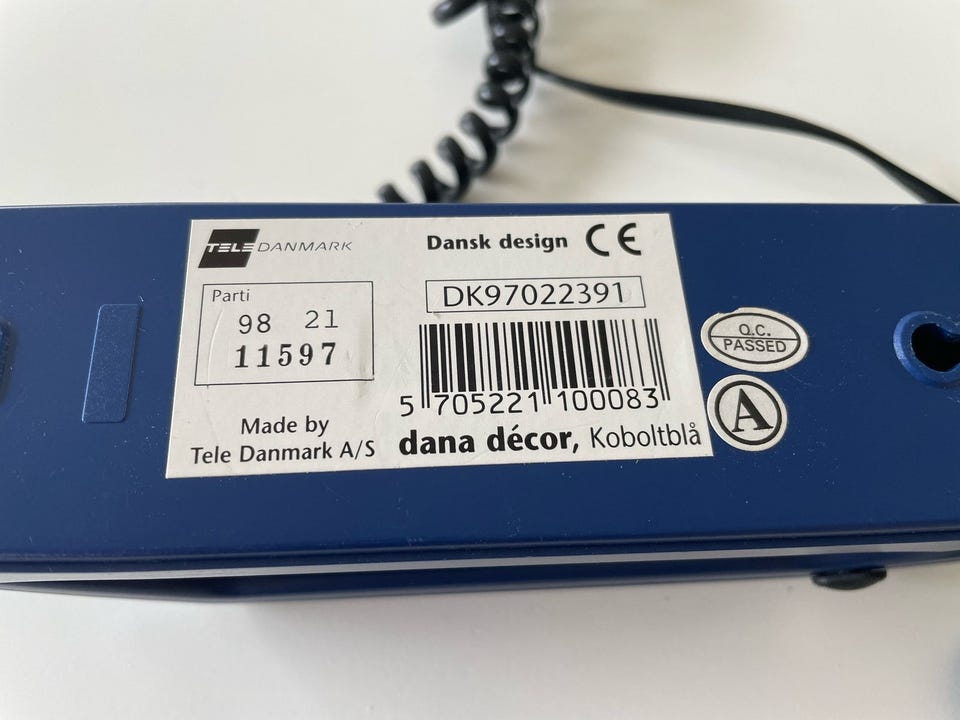 TELE DANMARK
Dansk design CE
Parti
98 21
11597
DK97022391
5 705221 100083
Made by
Tele Danmark A/S
dana décor, Koboltblå
Q.C.
PASSED
A